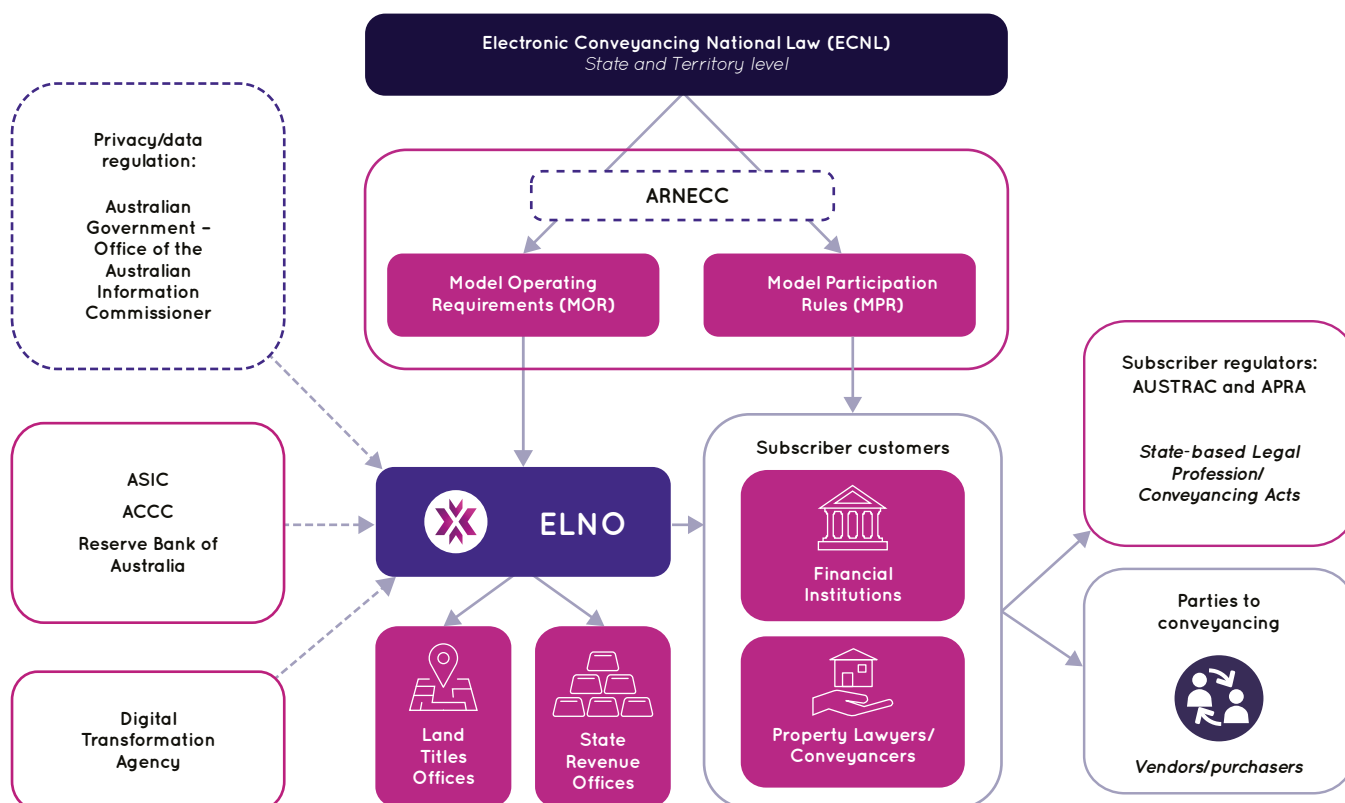 Electronic Conveyancing National Law (ECNL)
State and Territory level
Privacy/data
regulation:
Australian
Government –
Office of the
Australian
Information
Commissioner
ARNECC
Model Operating
Requirements (MOR)
Model Participation
Rules (MPR)
Subscriber regulators:
AUSTRAC and APRA
State-based Legal
Profession/
Conveyancing Acts
ASIC
ACCC
Reserve Bank of
Australia
ELNO
Subscriber customers
Financial
Institutions
Property Lawyers/
Conveyancers
Parties to
conveyancing
Vendors/purchasers
Digital
Transformation
Agency
Land
Titles
Offices
State
Revenue
Offices